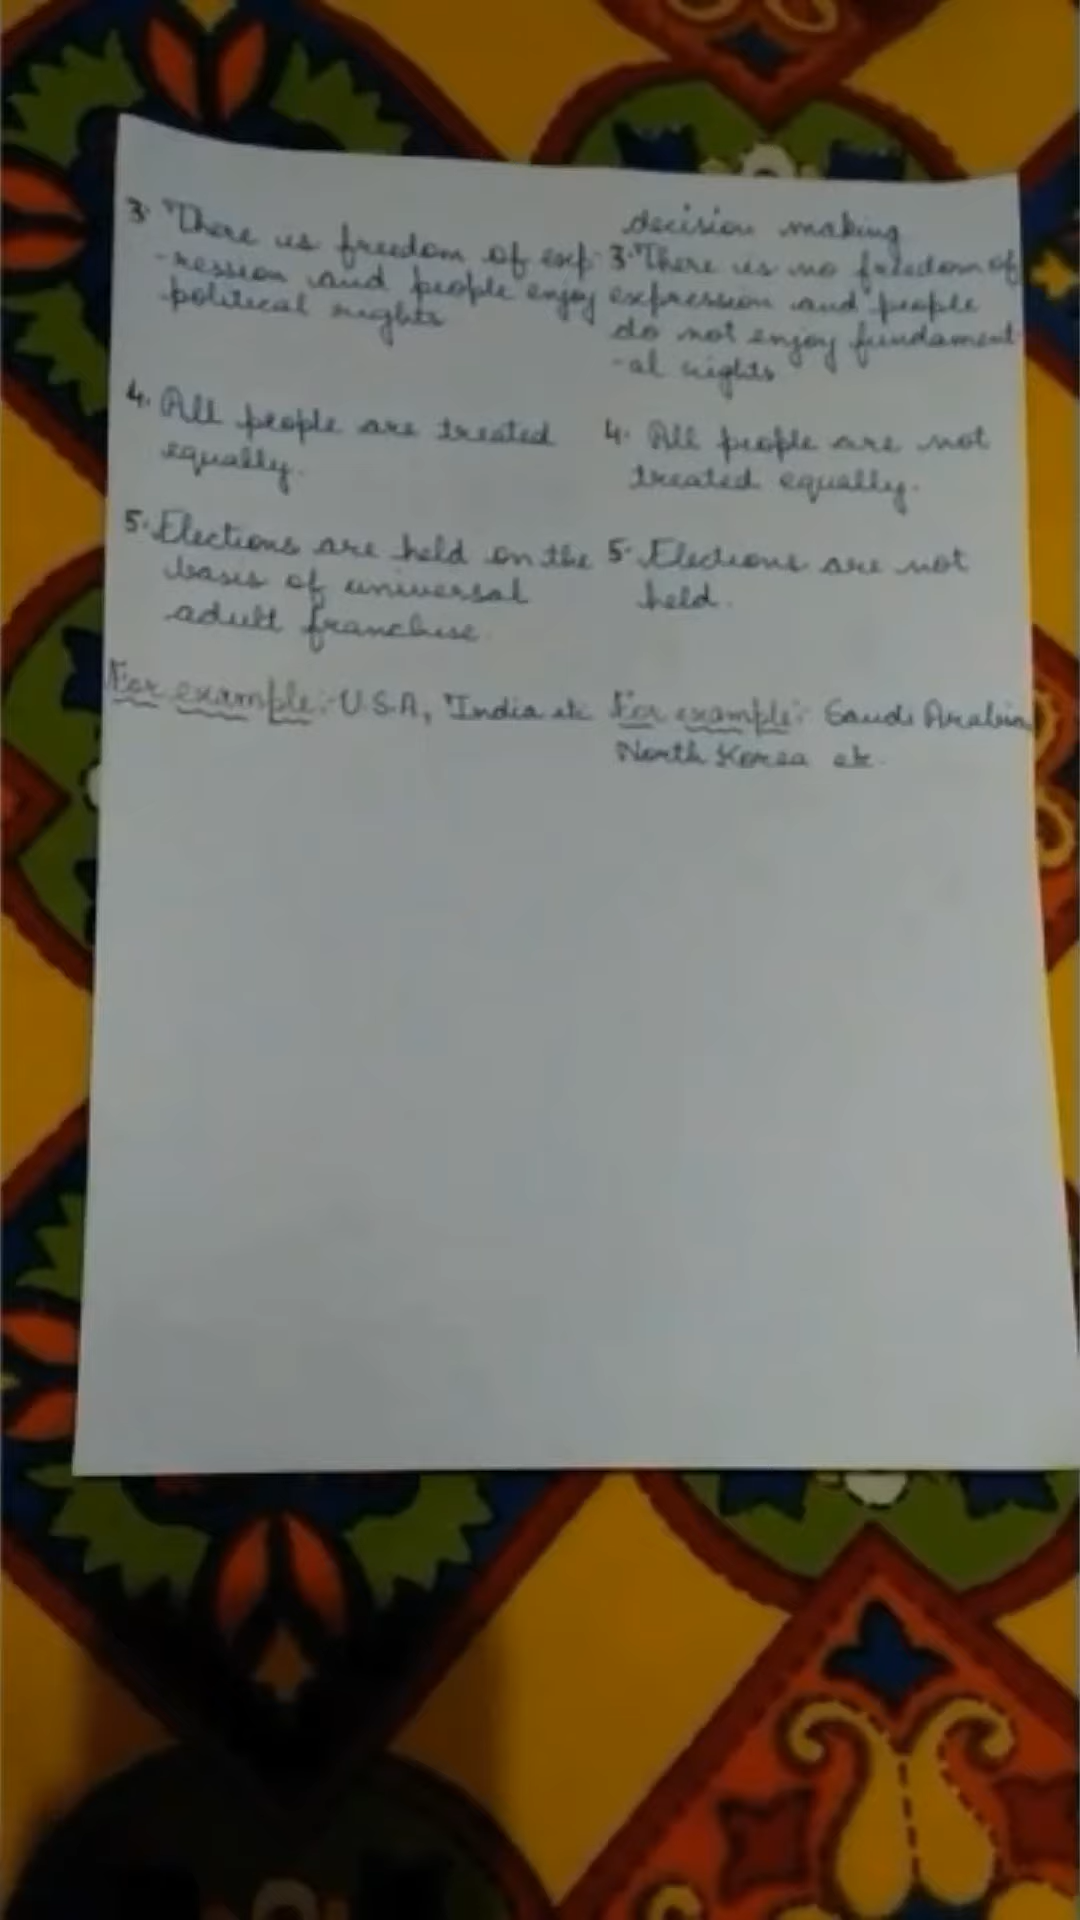 3. There is freedom of exp
-ression and people enjoy
political rights
4. All people are treated
equally.
5. Elections are held on the
basis of universal
adult franchise.
For example:- U.S.A, India etc
decision making
3. There is no freedom of
expression and people
do not enjoy fundament
-al rights
4. All people are not
treated equally.
5. Elections are not
held.
For example:- Saudi Arabia,
North Korea etc.